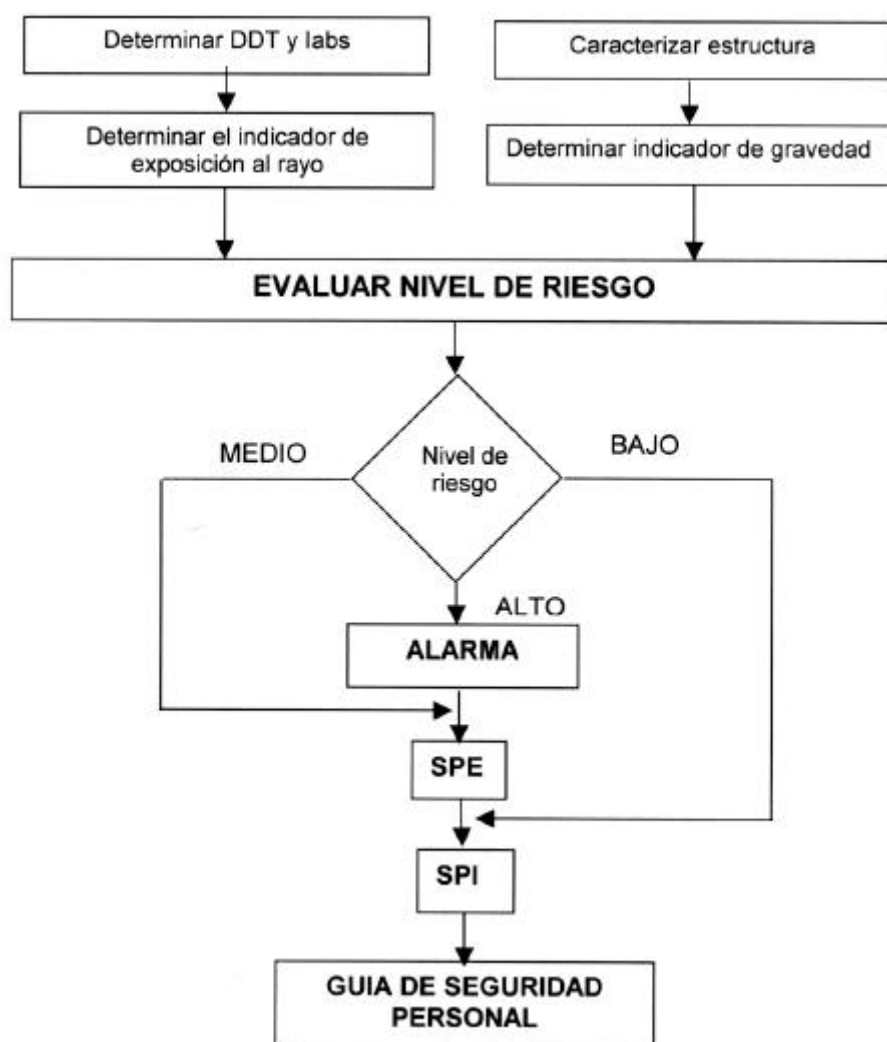 Determinar DDT y Iabs
Caracterizar estructura
Determinar el indicador de
exposición al rayo
Determinar indicador de gravedad
EVALUAR NIVEL DE RIESGO
MEDIO
Nivel de
riesgo
BAJO
ALTO
ALARMA
SPE
SPI
GUIA DE SEGURIDAD
PERSONAL